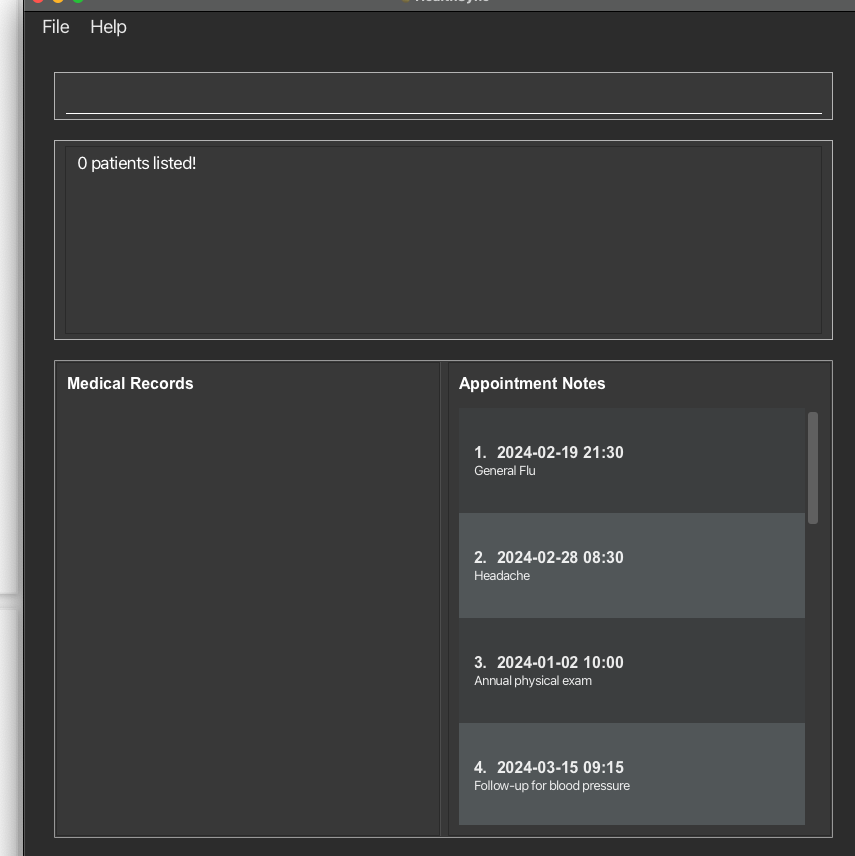 File Help
0 patients listed!
Medical Records
Appointment Notes
1. 2024-02-19 21:30
General Flu
2. 2024-02-28 08:30
Headache
3. 2024-01-02 10:00
Annual physical exam
4. 2024-03-15 09:15
Follow-up for blood pressure